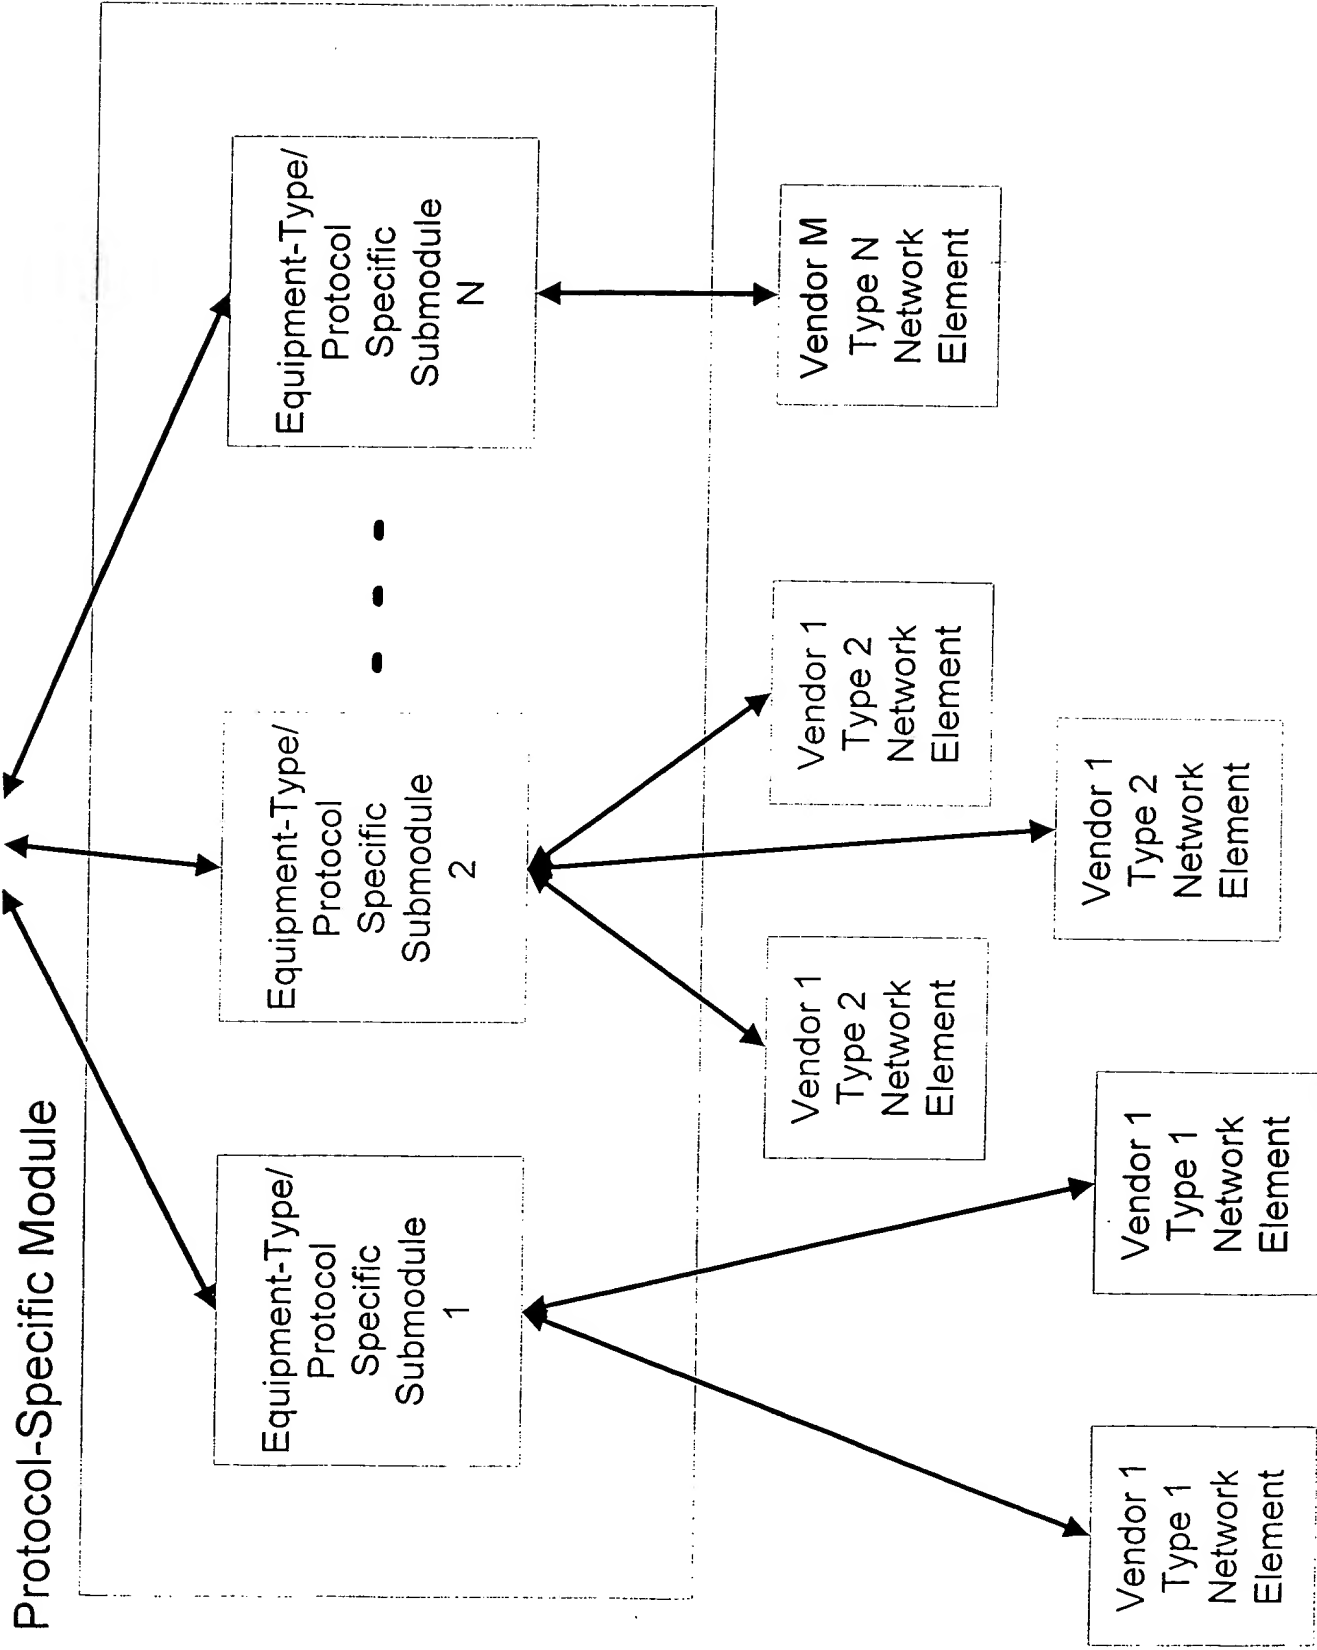 Protocol-Specific Module
Equipment-Type/
Protocol
Specific
Submodule
1
Equipment-Type/
Protocol
Specific
Submodule
2
Equipment-Type/
Protocol
Specific
Submodule
N
Vendor 1
Type 1
Network
Element
Vendor 1
Type 1
Network
Element
Vendor 1
Type 2
Network
Element
Vendor 1
Type 2
Network
Element
Vendor 1
Type 2
Network
Element
Vendor M
Type N
Network
Element